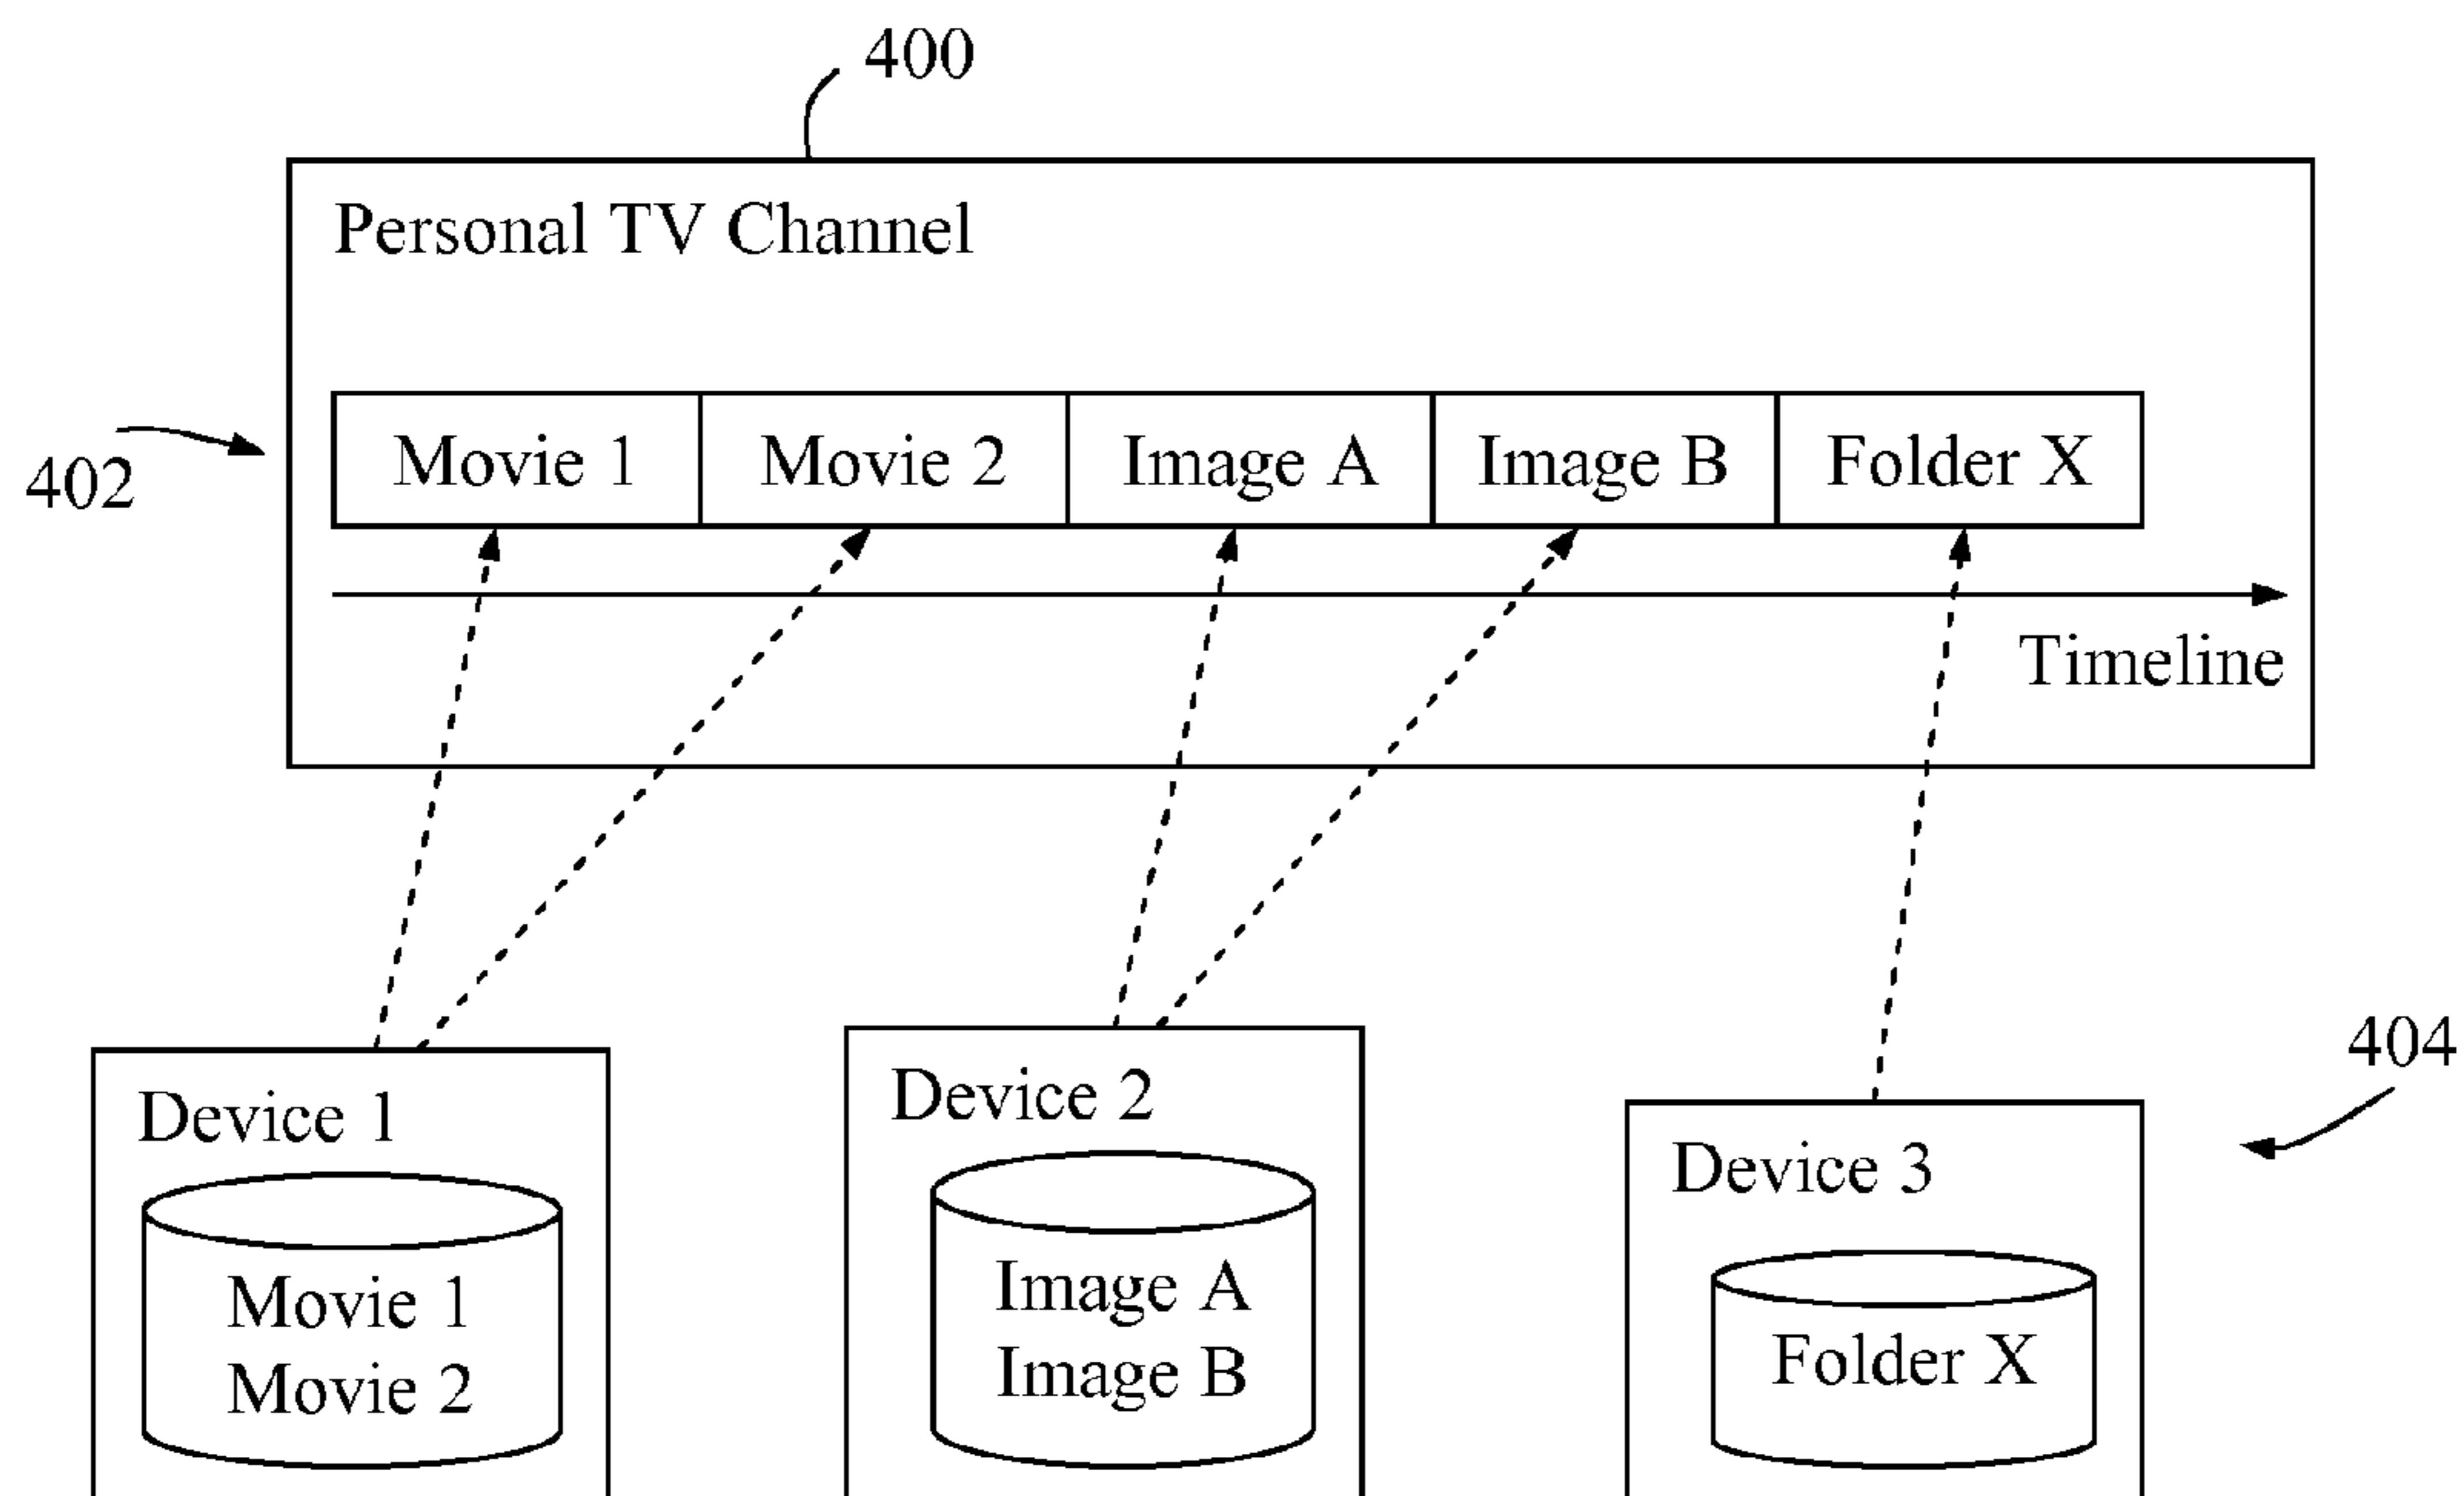 400
Personal TV Channel
402
Movie 1 Movie 2 Image A Image B Folder X
Timeline
404
Device 1
Movie 1
Movie 2
Device 2
Image A
Image B
Device 3
Folder X